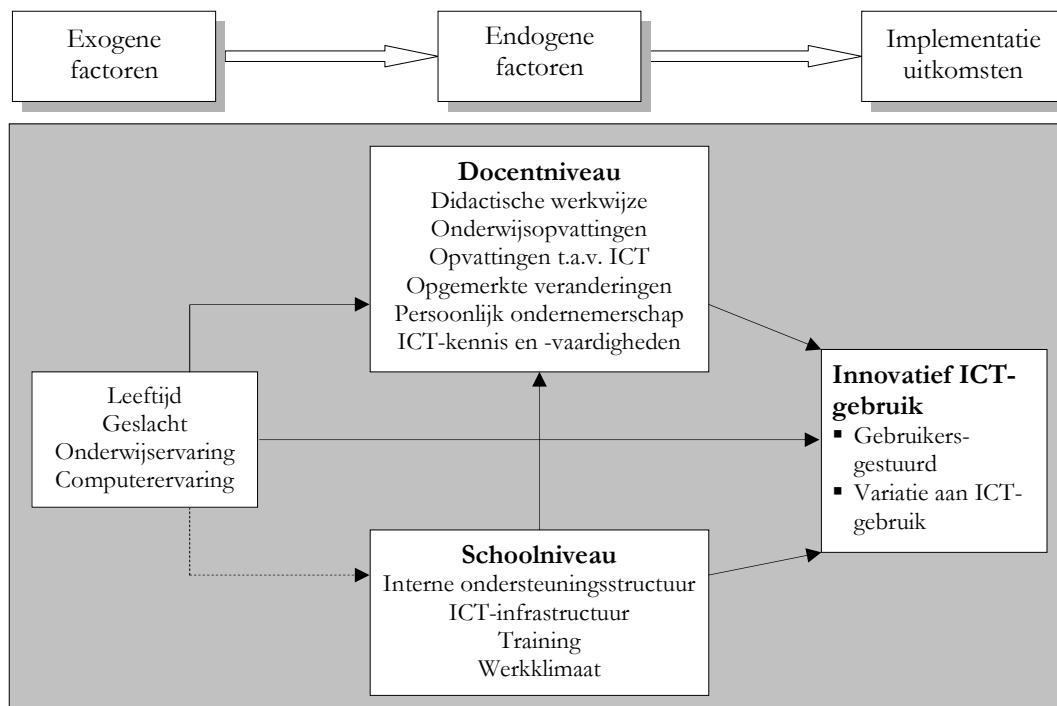 Exogene
factoren
Endogene
factoren
Implementatie
uitkomsten
Docentniveau
Didactische werkwijze
Onderwijsopvattingen
Opvattingen t.a.v. ICT
Opgemerkte veranderingen
Persoonlijk ondernemerschap
ICT-kennis en -vaardigheden
Leeftijd
Geslacht
Onderwijservaring
Computerervaring
Innovatief ICT-
gebruik
▪ Gebruikers-
gestuurd
▪ Variatie aan ICT-
gebruik
Schoolniveau
Interne ondersteuningsstructuur
ICT-infrastructuur
Training
Werkklimaat